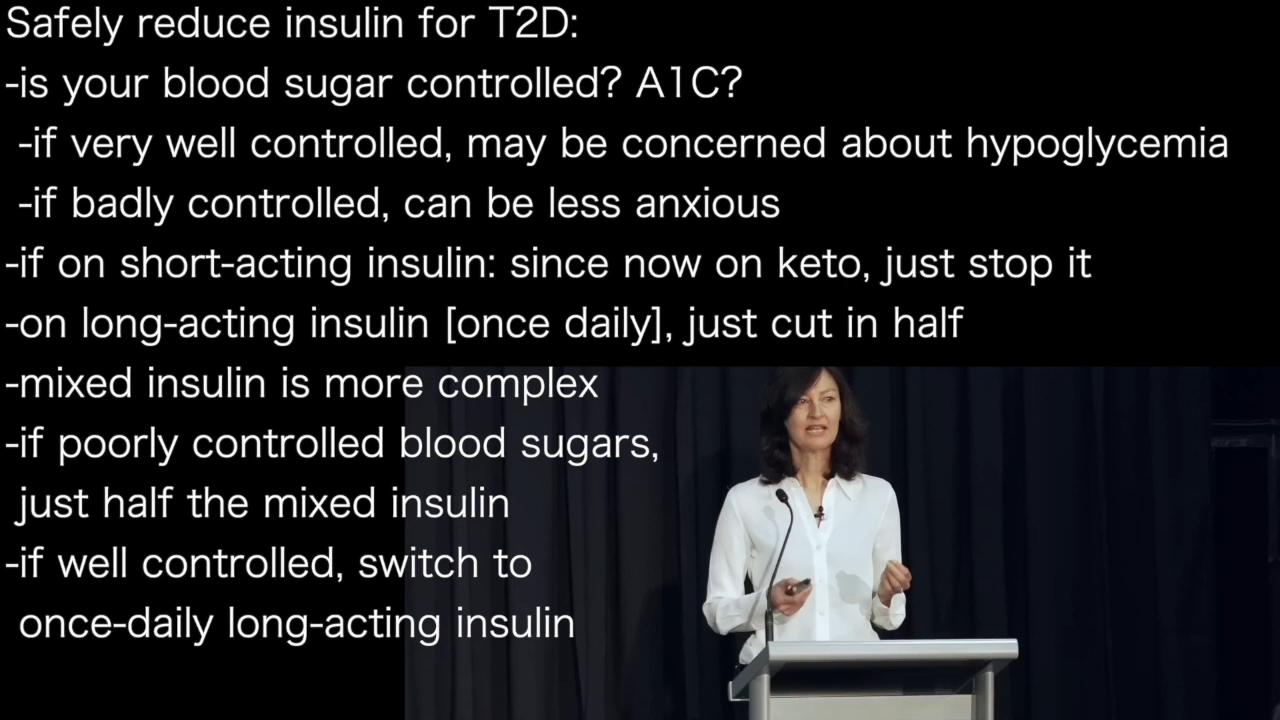 Safely reduce insulin for T2D:
-is your blood sugar controlled? A1C?
-if very well controlled, may be concerned about hypoglycemia
-if badly controlled, can be less anxious
-if on short-acting insulin: since now on keto, just stop it
-on long-acting insulin [once daily], just cut in half
-mixed insulin is more complex
-if poorly controlled blood sugars,
just half the mixed insulin
-if well controlled, switch to
once-daily long-acting insulin